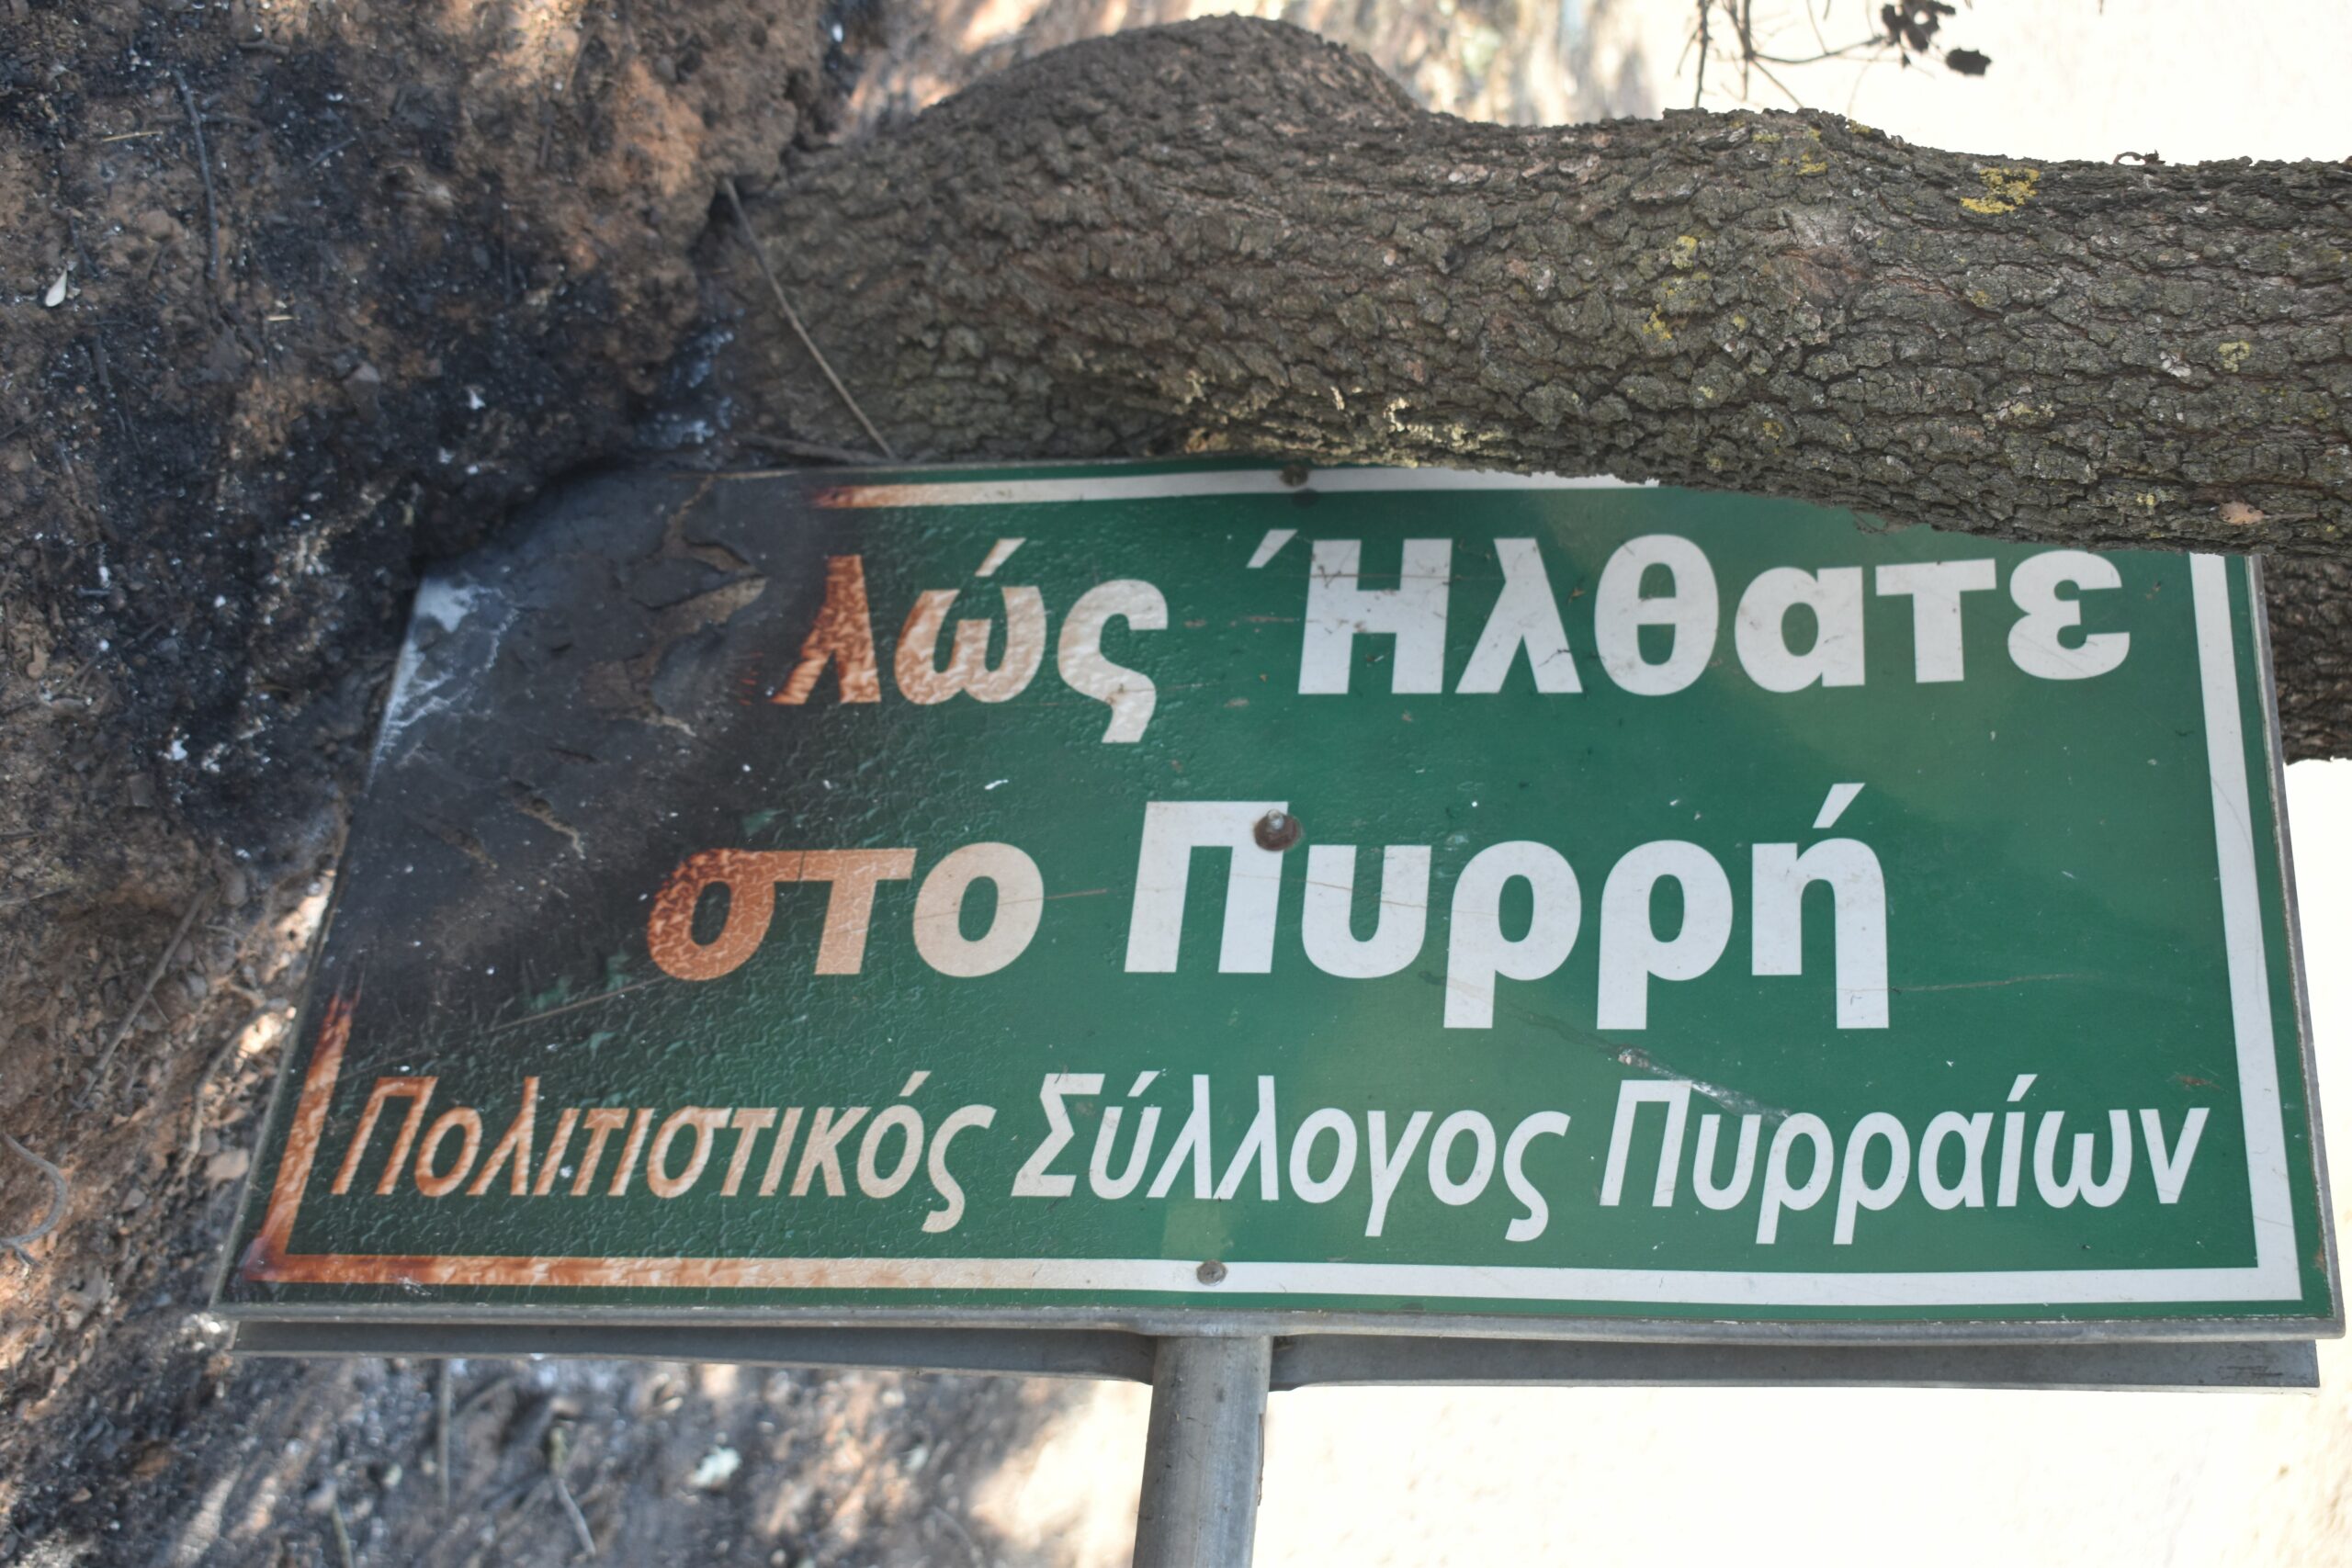 λώς Ήλθατε
στο Πυρρή
Πολιτιστικός Σύλλογος Πυρραίων